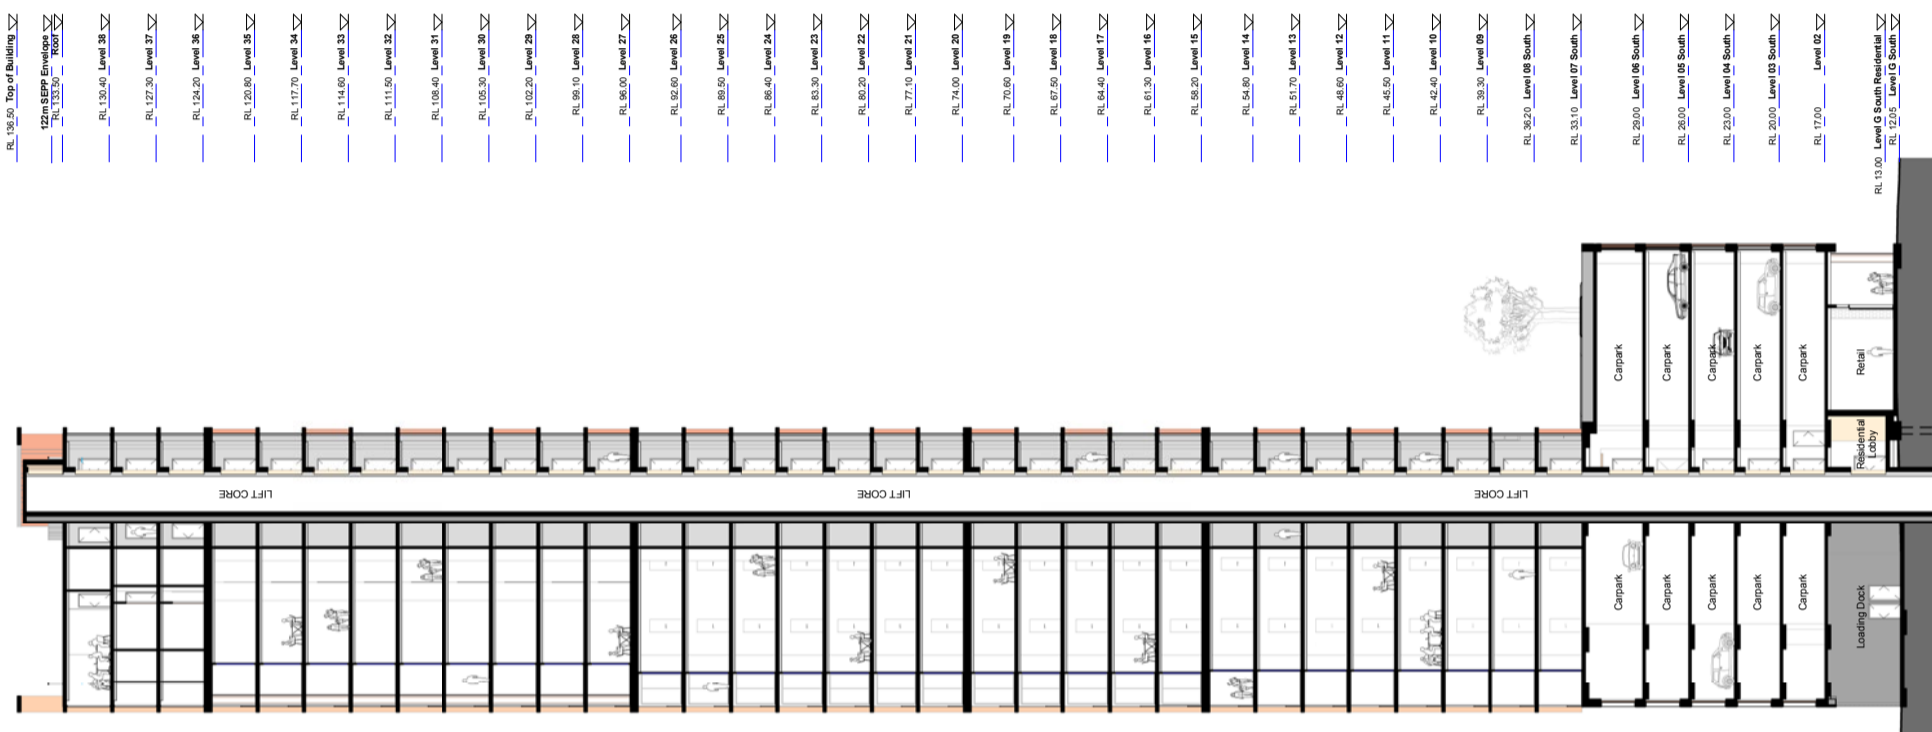 RL 136.50 Top of Building
122m SEPP Envelope
RL 133.50 Roof
RL 130.40 Level 38
RL 127.30 Level 37
RL 124.20 Level 36
RL 120.80 Level 35
RL 117.70 Level 34
RL 114.60 Level 33
RL 111.50 Level 32
RL 108.40 Level 31
RL 105.30 Level 30
RL 102.20 Level 29
RL 99.10 Level 28
RL 96.00 Level 27
RL 92.60 Level 26
RL 89.50 Level 25
RL 86.40 Level 24
RL 83.30 Level 23
RL 80.20 Level 22
RL 77.10 Level 21
RL 74.00 Level 20
RL 70.60 Level 19
RL 67.50 Level 18
RL 64.40 Level 17
RL 61.30 Level 16
RL 58.20 Level 15
RL 54.80 Level 14
RL 51.70 Level 13
RL 48.60 Level 12
RL 45.50 Level 11
RL 42.40 Level 10
RL 39.30 Level 09
RL 36.20 Level 08 South
RL 33.10 Level 07 South
RL 29.00 Level 06 South
RL 26.00 Level 05 South
RL 23.00 Level 04 South
RL 20.00 Level 03 South
RL 17.00 Level 02
RL 13.00 Level G South Residential
RL 12.05 Level G South
Carpark
Carpark
Carpark
Carpark
Carpark
Retail
Residential
Lobby
LIFT CORE
LIFT CORE
LIFT CORE
Carpark
Carpark
Carpark
Carpark
Carpark
Loading Dock